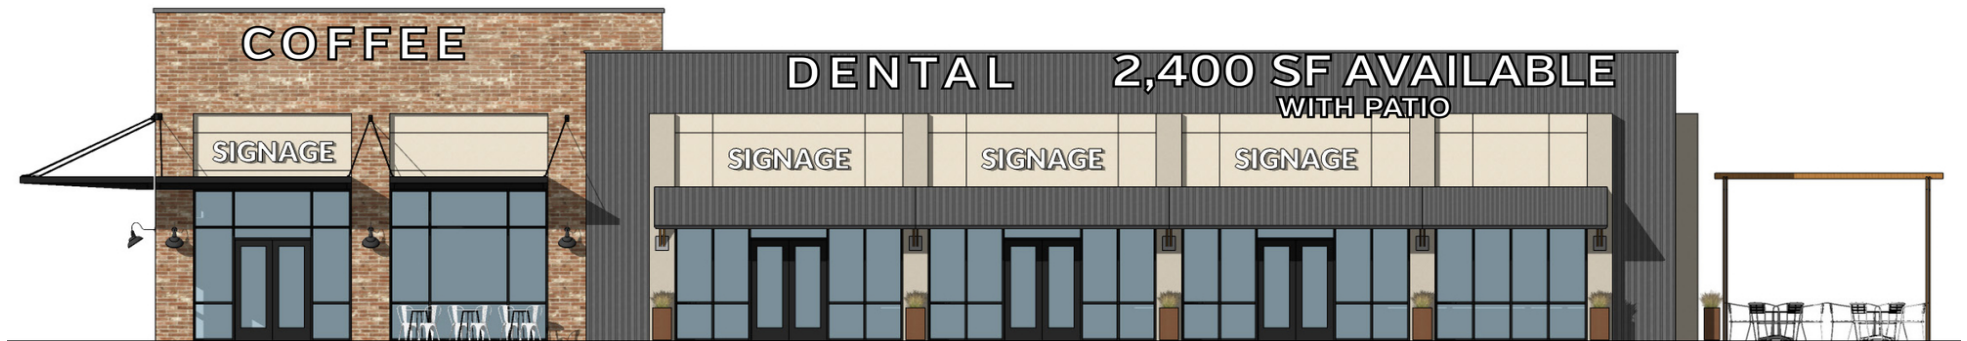 COFFEE
DENTAL
2,400 SF AVAILABLE
WITH PATIO
SIGNAGE
SIGNAGE
SIGNAGE
SIGNAGE